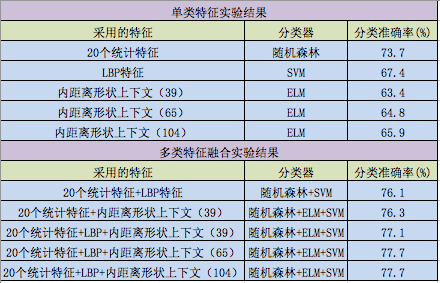 单类特征实验结果
采用的特征 分类器 分类准确率(%)
20个统计特征 随机森林 73.7
LBP特征 SVM 67.4
内距离形状上下文（39） ELM 63.4
内距离形状上下文（65） ELM 64.8
内距离形状上下文（104） ELM 65.9
多类特征融合实验结果
采用的特征 分类器 分类准确率(%)
20个统计特征+LBP特征 随机森林+SVM 76.1
20个统计特征+内距离形状上下文（39） 随机森林+ELM+SVM 76.3
20个统计特征+LBP+内距离形状上下文（39） 随机森林+ELM+SVM 77.1
20个统计特征+LBP+内距离形状上下文（65） 随机森林+ELM+SVM 77.7
20个统计特征+LBP+内距离形状上下文（104） 随机森林+ELM+SVM 77.7